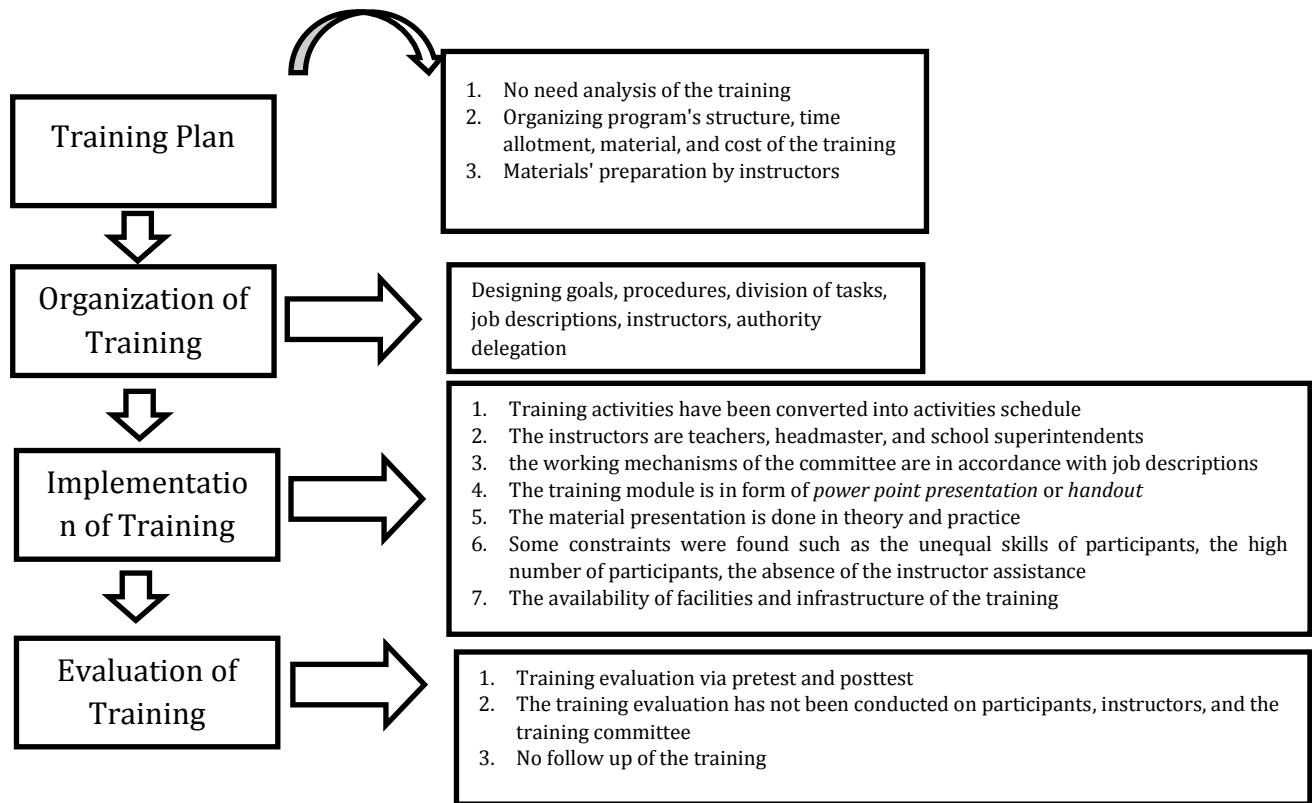 Training Plan
1. No need analysis of the training
2. Organizing program's structure, time
allotment, material, and cost of the training
3. Materials' preparation by instructors
Organization of
Training
Designing goals, procedures, division of tasks,
job descriptions, instructors, authority
delegation
Implementatio
n of Training
1. Training activities have been converted into activities schedule
2. The instructors are teachers, headmaster, and school superintendents
3. the working mechanisms of the committee are in accordance with job descriptions
4. The training module is in form of power point presentation or handout
5. The material presentation is done in theory and practice
6. Some constraints were found such as the unequal skills of participants, the high
number of participants, the absence of the instructor assistance
7. The availability of facilities and infrastructure of the training
Evaluation of
Training
1. Training evaluation via pretest and posttest
2. The training evaluation has not been conducted on participants, instructors, and the
training committee
3. No follow up of the training